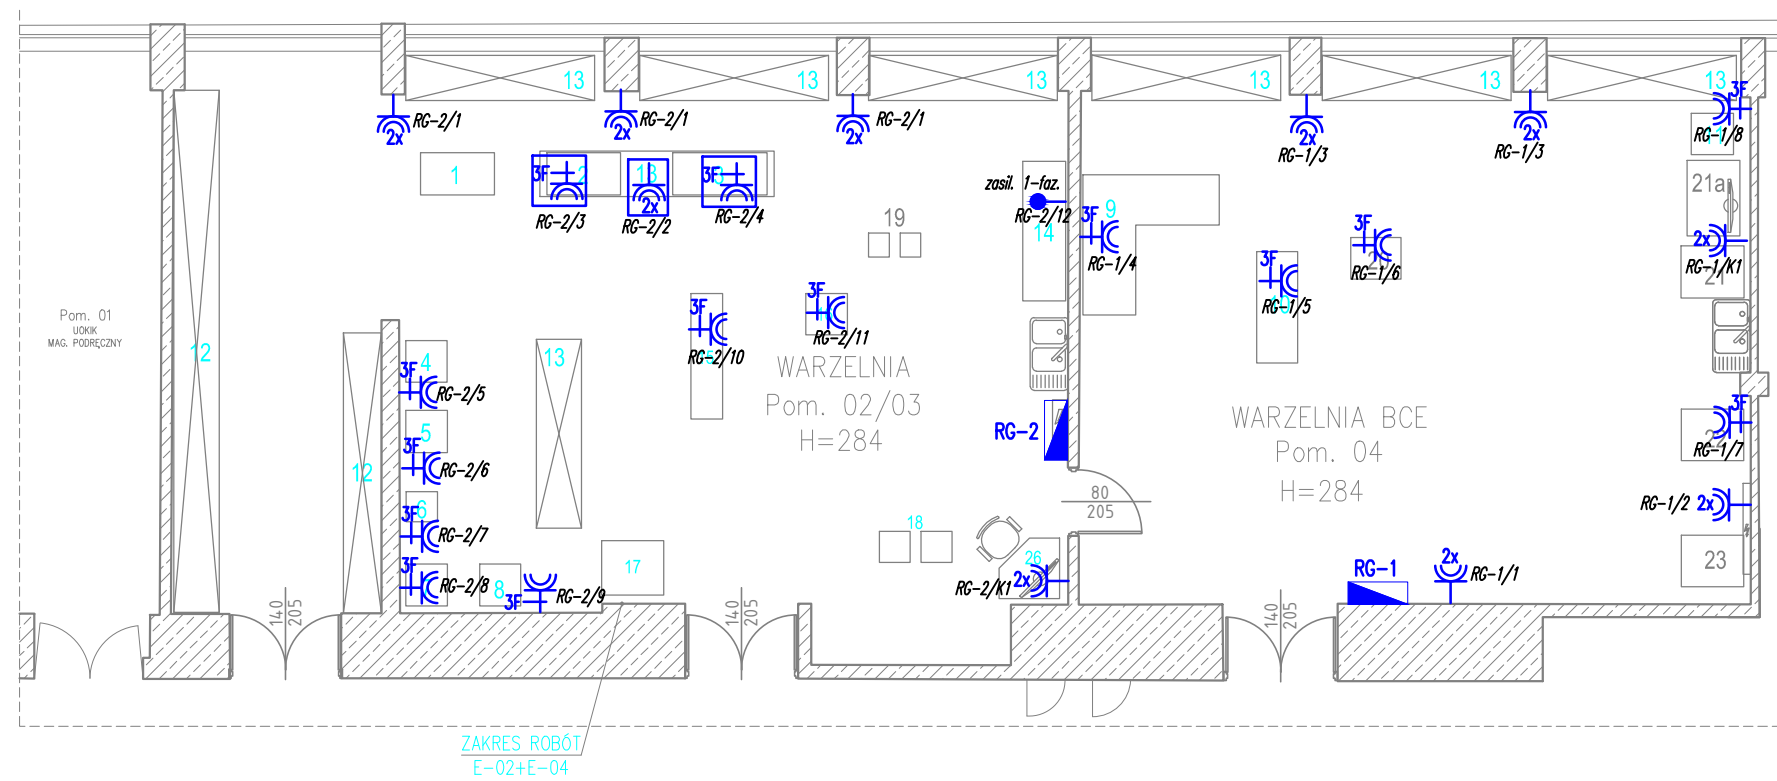 13
13
13
13
13
13
RG-2/1
2x
RG-2/1
2x
RG-2/1
2x
RG-1/3
2x
RG-1/3
2x
3F
RG-1/8
1
3F
2
RG-2/3
13
2x
RG-2/2
3F
3
RG-2/4
19
zasil. 1-faz.
RG-2/12
14
9
3F
RG-1/4
3F
10
RG-1/5
3F
20
RG-1/6
21a
2x
RG-1/K1
21
Pom. 01
UOKIK
MAG. PODRĘCZNY
12
12
4
3F
RG-2/5
5
3F
RG-2/6
6
3F
RG-2/7
3F
RG-2/8
8
3F
RG-2/9
13
3F
15
RG-2/10
3F
RG-2/11
WARZELNIA
Pom. 02/03
H=284
RG-2
WARZELNIA BCE
Pom. 04
H=284
3F
22
RG-1/7
80
205
RG-1/2
2x
23
17
18
26
2x
RG-2/K1
RG-1
2x
RG-1/1
140
205
140
205
140
205
ZAKRES ROBÓT
E-02+E-04